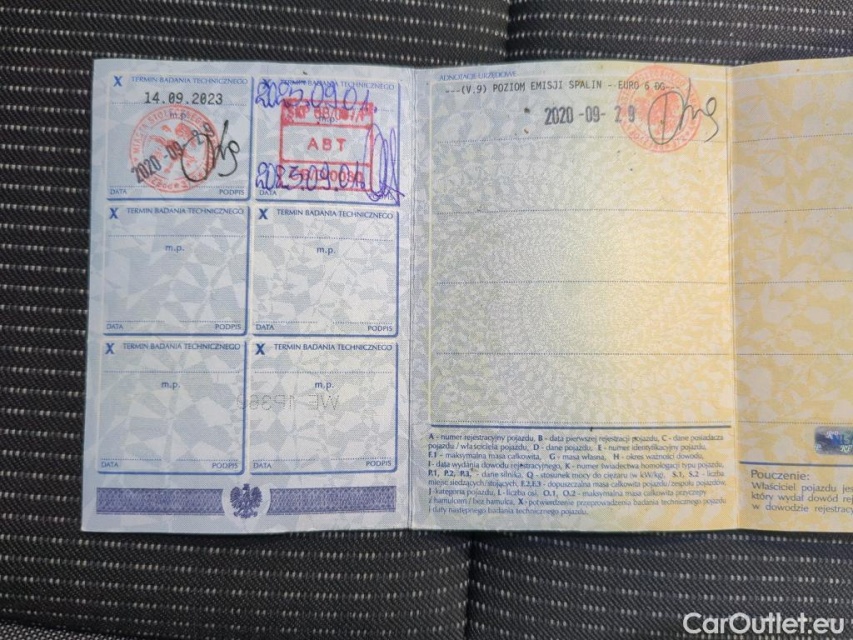 X TERMIN BADANIA TECHNICZNEGO
14.09.2023
2020-09-2
DATA PODPIS
TERMIN BADANIA TECHNICZNEGO
ABT
DATA PODPIS
X TERMIN BADANIA TECHNICZNEGO
m.p.
DATA PODPIS
X TERMIN BADANIA TECHNICZNEGO
m.p.
DATA PODPIS
X TERMIN BADANIA TECHNICZNEGO
m.p.
DATA PODPIS
X TERMIN BADANIA TECHNICZNEGO
m.p.
DATA PODPIS
ADNOTACJE URZĘDOWE
---(V.9) POZIOM EMISJI SPALIN - EURO 6
2020-09-29
A - numer rejestracyjny pojazdu, B - data pierwszej rejestracji pojazdu, C - dane posiadacza
pojazdu / właściciela pojazdu, D - dane pojazdu, E - numer identyfikacyjny pojazdu,
F.1 - maksymalna masa całkowita, G - masa własna, H - okres ważności dowodu,
I - data wydania dowodu rejestracyjnego, K - numer świadectwa homologacji typu pojazdu,
P.1, P.2, P.3 - dane silnika, Q - stosunek mocy do ciężaru (w kW/kg), S.1, S.2 - liczba
miejsc siedzących/stojących, F.2,F.3 - dopuszczalna masa całkowita pojazdu/zespołu pojazdów,
J - kategoria pojazdu, L - liczba osi, O.1, O.2 - maksymalna masa całkowita przyczepy
z hamulcem / bez hamulca, X - potwierdzenie przeprowadzenia badania technicznego pojazdu
i daty następnego badania technicznego pojazdu.
Pouczenie:
Właściciel pojazdu
który wydał dowód
w dowodzie
CarOutlet.eu